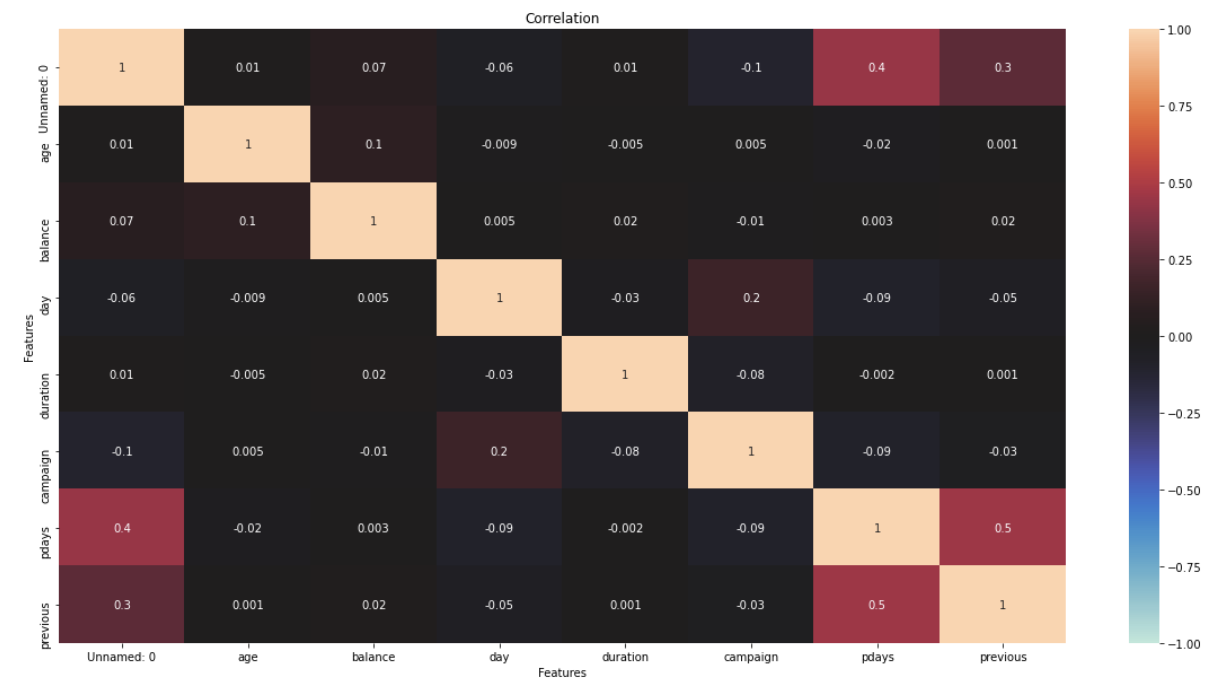 Correlation
Unnamed: 0 1 0.01 0.07 -0.06 0.01 -0.1 0.4 0.3
age 0.01 1 0.1 -0.009 -0.005 0.005 -0.02 0.001
balance 0.07 0.1 1 0.005 0.02 -0.01 0.003 0.02
day -0.06 -0.009 0.005 1 -0.03 0.2 -0.09 -0.05
Features
duration 0.01 -0.005 0.02 -0.03 1 -0.08 -0.002 0.001
campaign -0.1 0.005 -0.01 0.2 -0.08 1 -0.09 -0.03
pdays 0.4 -0.02 0.003 -0.09 -0.002 -0.09 1 0.5
previous 0.3 0.001 0.02 -0.05 0.001 -0.03 0.5 1
Unnamed: 0 age balance day duration campaign pdays previous
Features
1.00
0.75
0.50
0.25
0.00
−0.25
−0.50
−0.75
−1.00